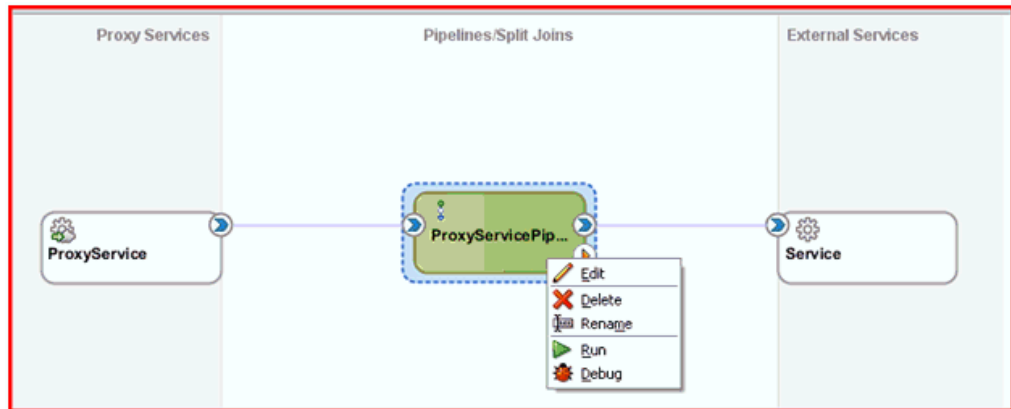 Proxy Services
Pipelines/Split Joins
External Services
ProxyService
ProxyServicePip...
Service
Edit
Delete
Rename
Run
Debug